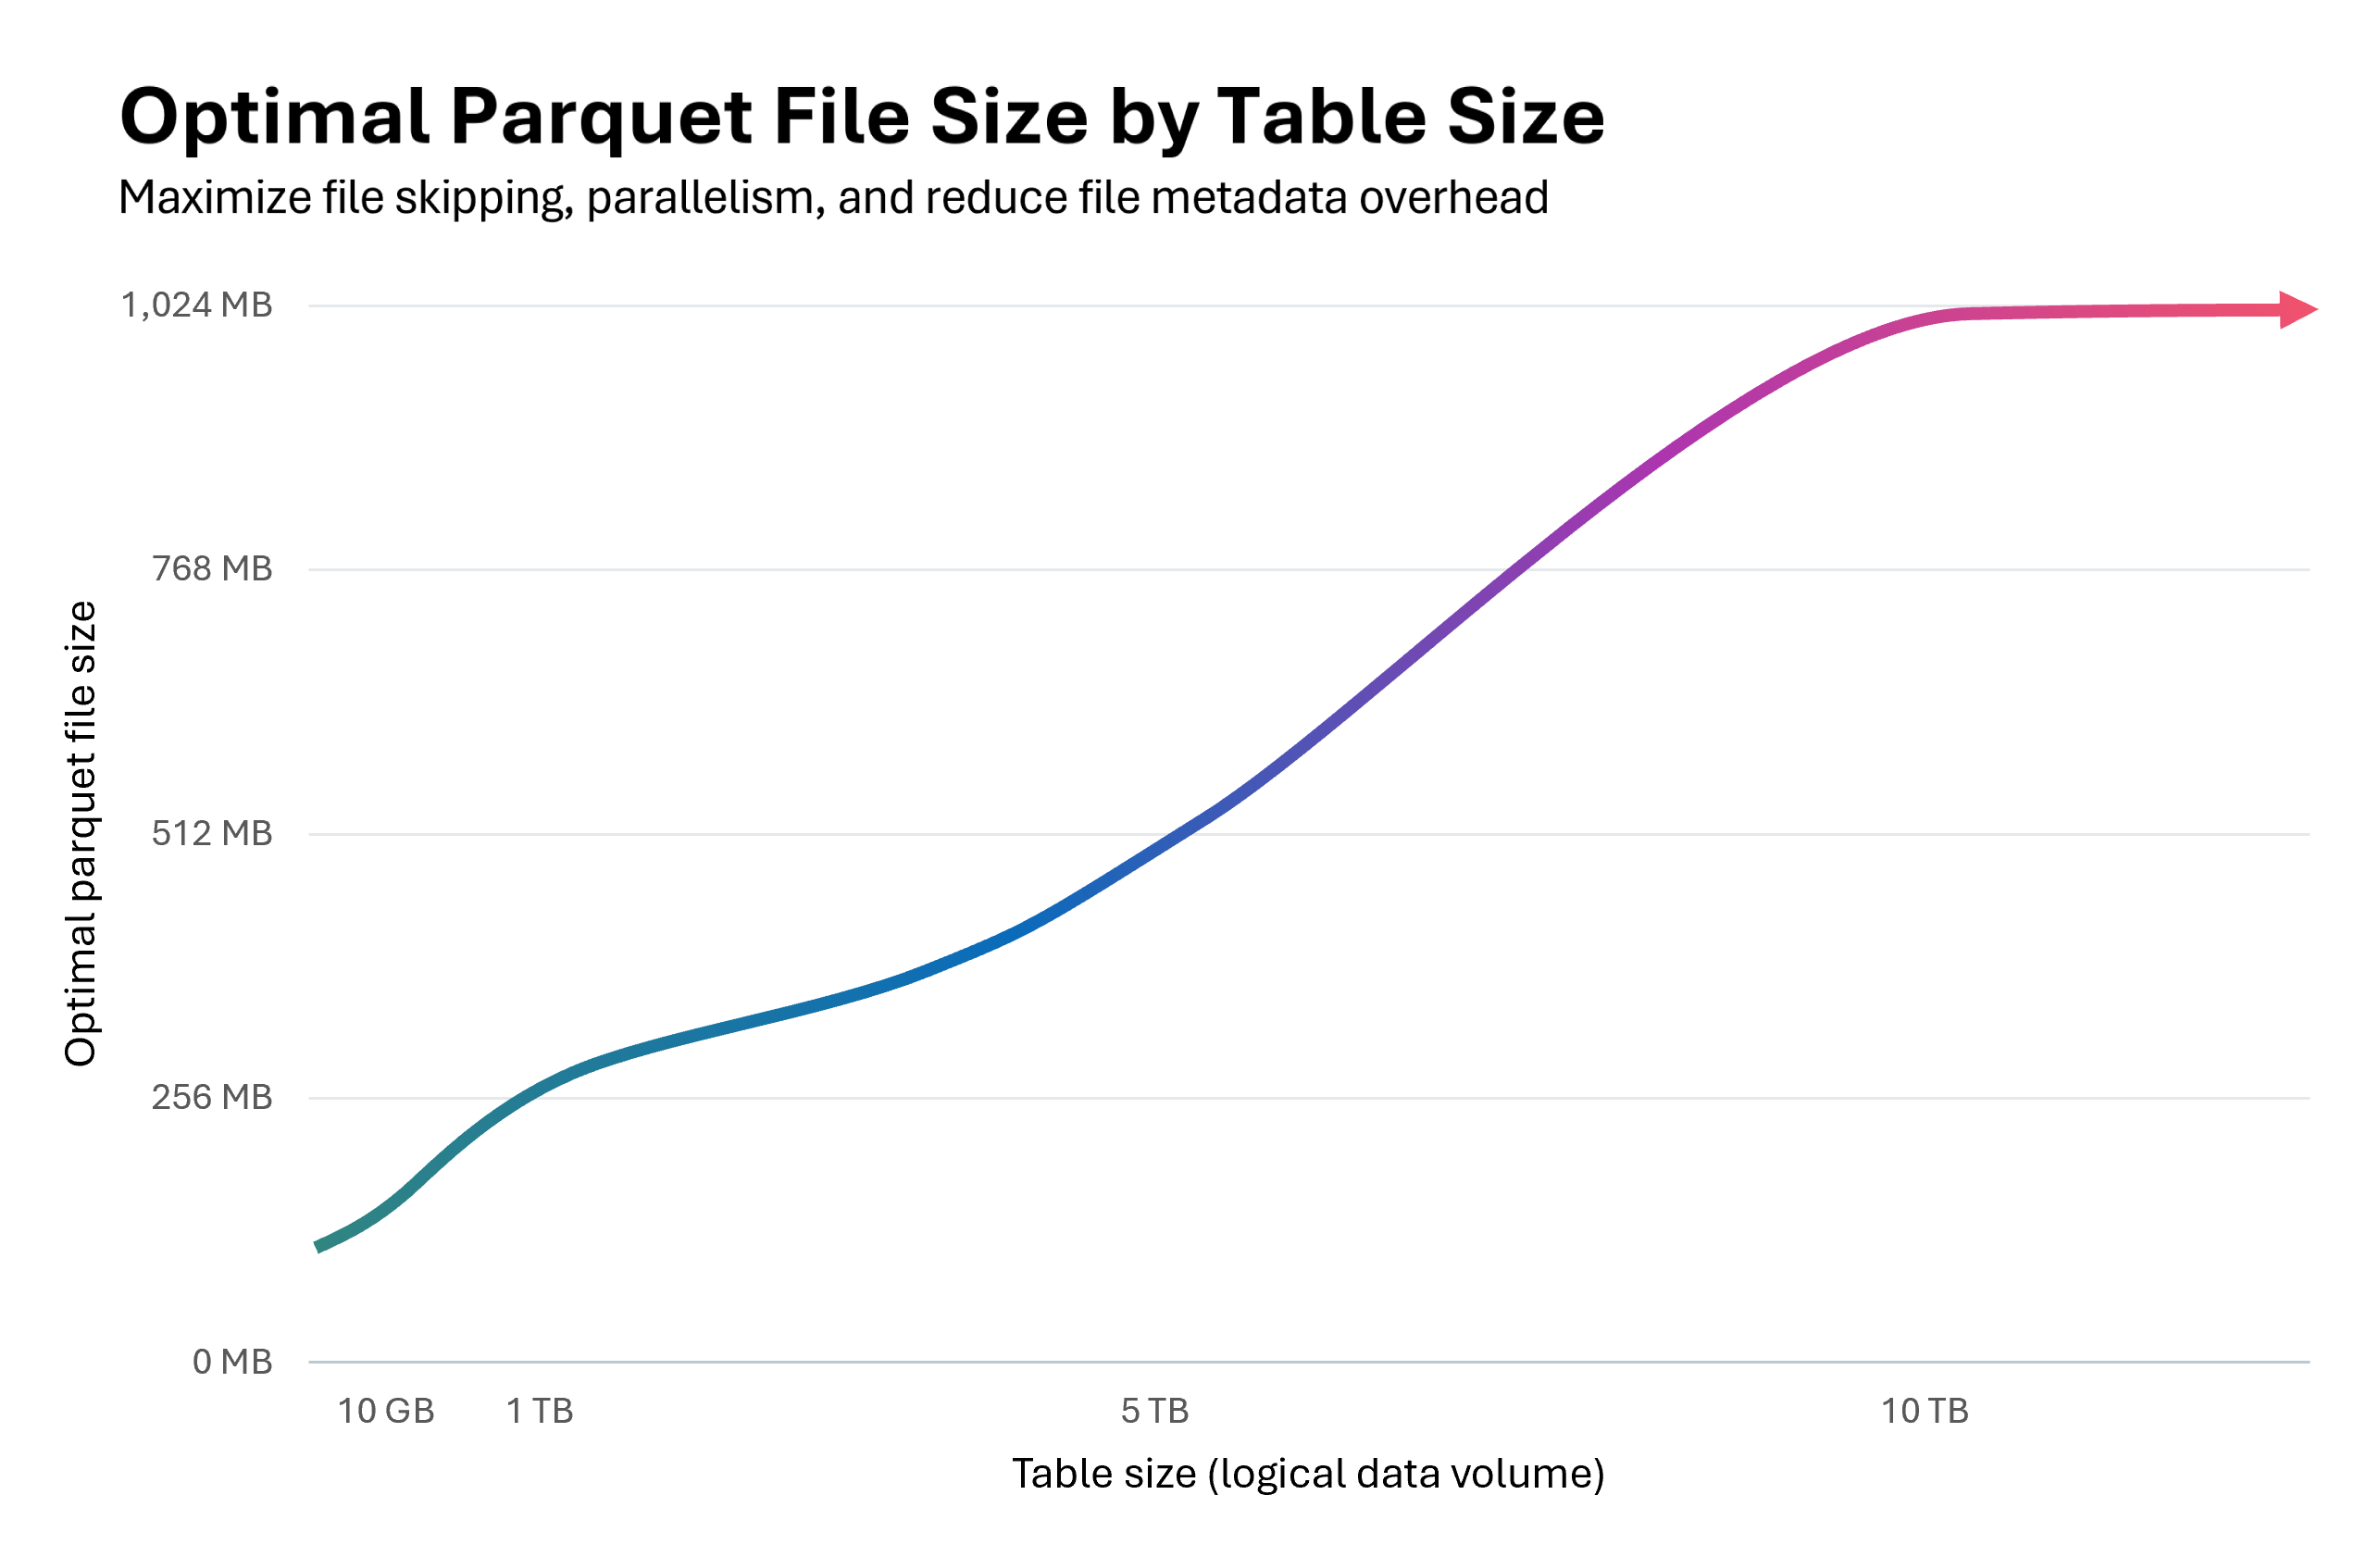 Optimal Parquet File Size by Table Size
Maximize file skipping, parallelism, and reduce file metadata overhead
1,024 MB
768 MB
512 MB
256 MB
0 MB
Optimal parquet file size
10 GB
1 TB
5 TB
10 TB
Table size (logical data volume)